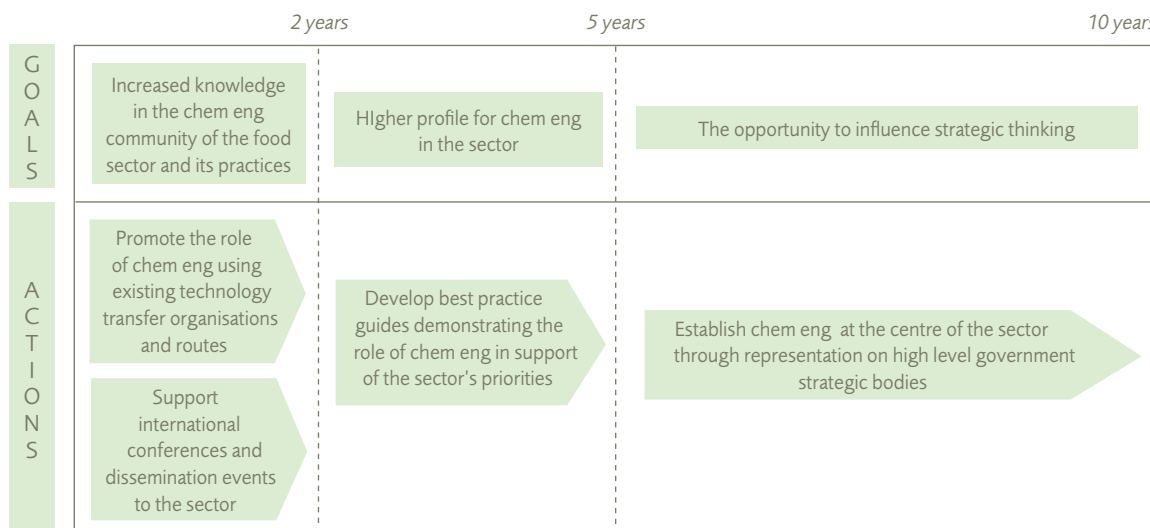 2 years
5 years
10 years
GOALS
Increased knowledge
in the chem eng
community of the food
sector and its practices
HIgher profile for chem eng
in the sector
The opportunity to influence strategic thinking
ACTIONS
Promote the role
of chem eng using
existing technology
transfer organisations
and routes
Support
international
conferences and
dissemination events
to the sector
Develop best practice
guides demonstrating the
role of chem eng in support
of the sector's priorities
Establish chem eng at the centre of the sector
through representation on high level government
strategic bodies